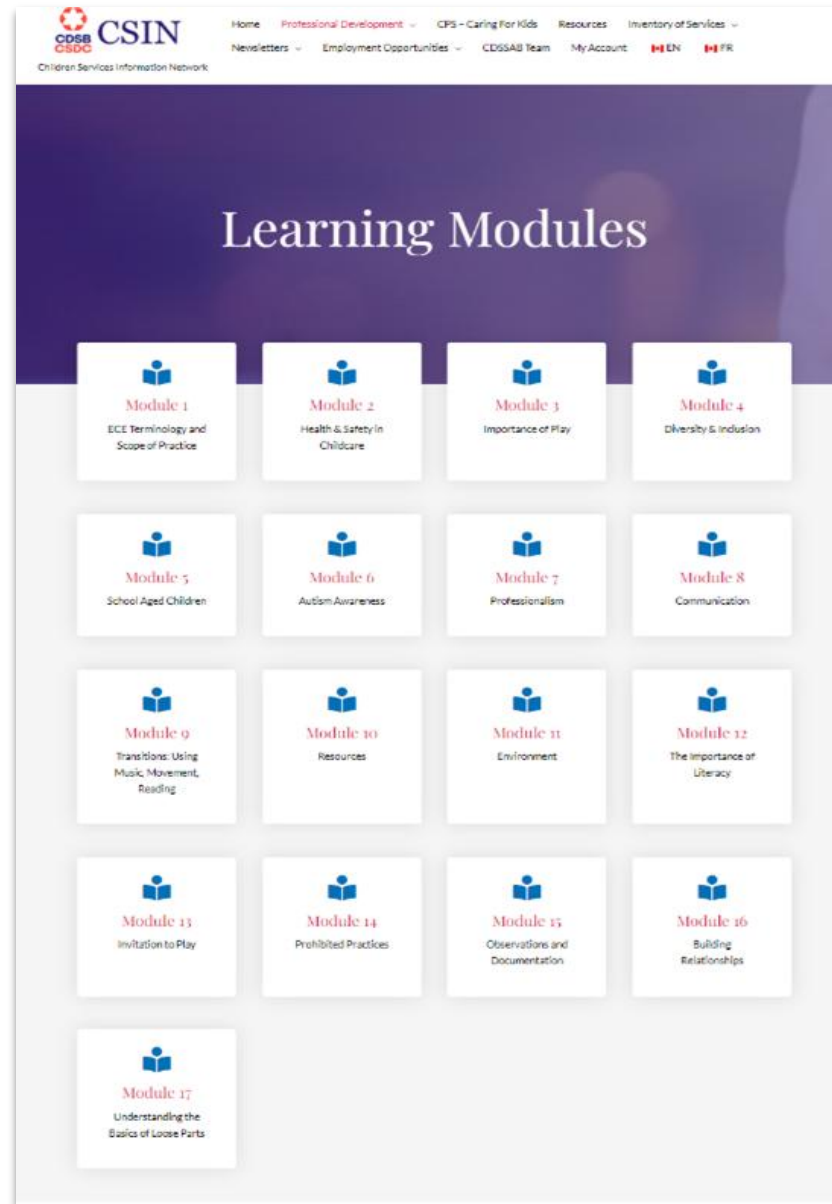 CDSB
CSDC
CSIN
Children Services Information Network
Home Professional Development CPS – Caring For Kids Resources Inventory of Services
Newsletters Employment Opportunities CDSSAB Team My Account EN FR
Learning Modules
Module 1
ECE Terminology and
Scope of Practice
Module 2
Health & Safety in
Childcare
Module 3
Importance of Play
Module 4
Diversity & Inclusion
Module 5
School Aged Children
Module 6
Autism Awareness
Module 7
Professionalism
Module 8
Communication
Module 9
Transitions: Using
Music, Movement,
Reading
Module 10
Resources
Module 11
Environment
Module 12
The Importance of
Literacy
Module 13
Invitation to Play
Module 14
Prohibited Practices
Module 15
Observations and
Documentation
Module 16
Building
Relationships
Module 17
Understanding the
Basics of Loose Parts